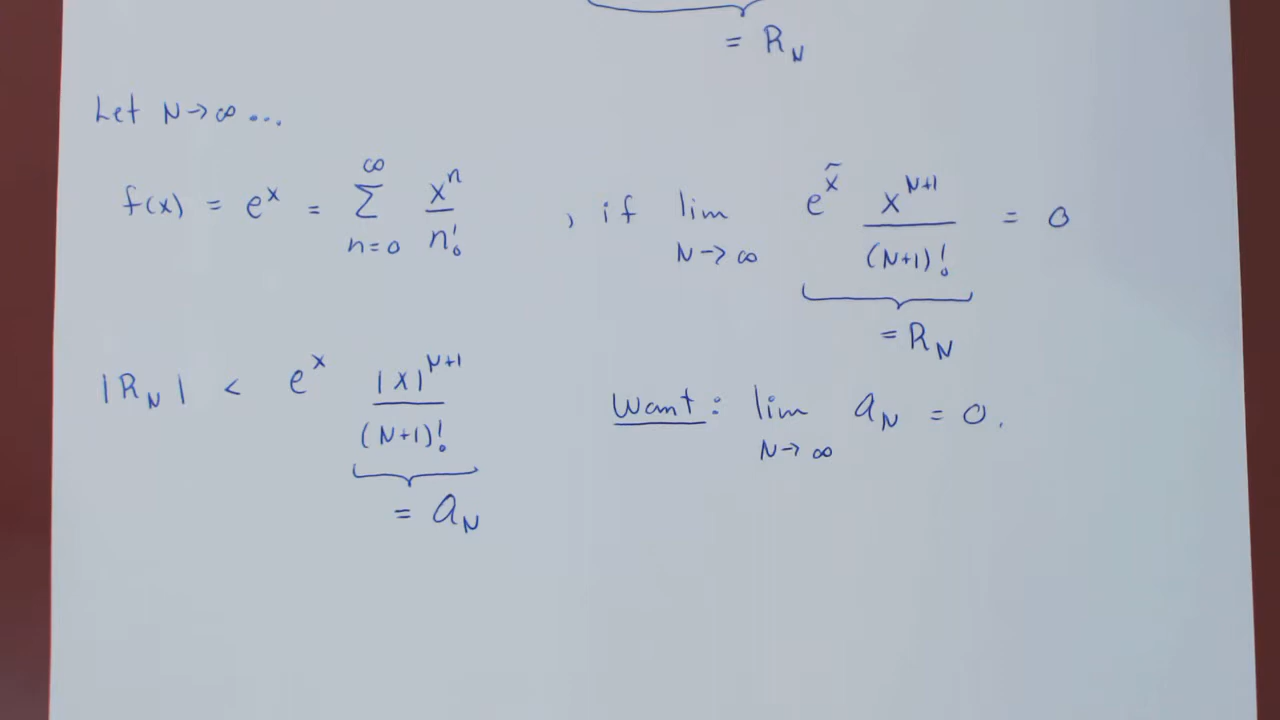 = R_N
Let N→∞ ...
f(x) = e^x = ∑_{n=0}^{∞} x^n / n! , if lim_{N→∞} e^{x̃} x^{N+1} / (N+1)! = 0
= R_N
|R_N| < e^x |x|^{N+1} / (N+1)! Want: lim_{N→∞} a_N = 0.
= a_N